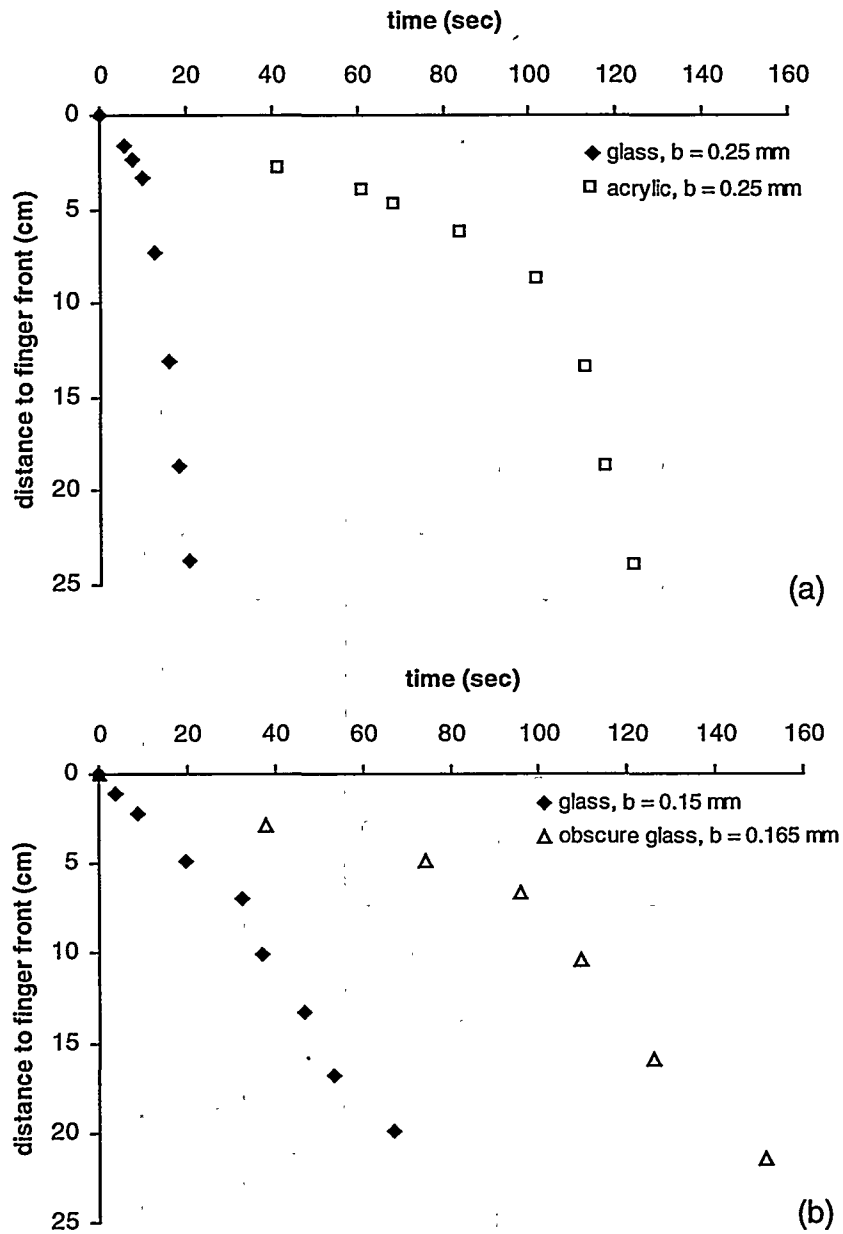 time (sec)
0 20 40 60 80 100 120 140 160
0
5
10
15
20
25
distance to finger front (cm)
glass, b = 0.25 mm
acrylic, b = 0.25 mm
(a)
time (sec)
0 20 40 60 80 100 120 140 160
0
5
10
15
20
25
distance to finger front (cm)
glass, b = 0.15 mm
obscure glass, b = 0.165 mm
(b)